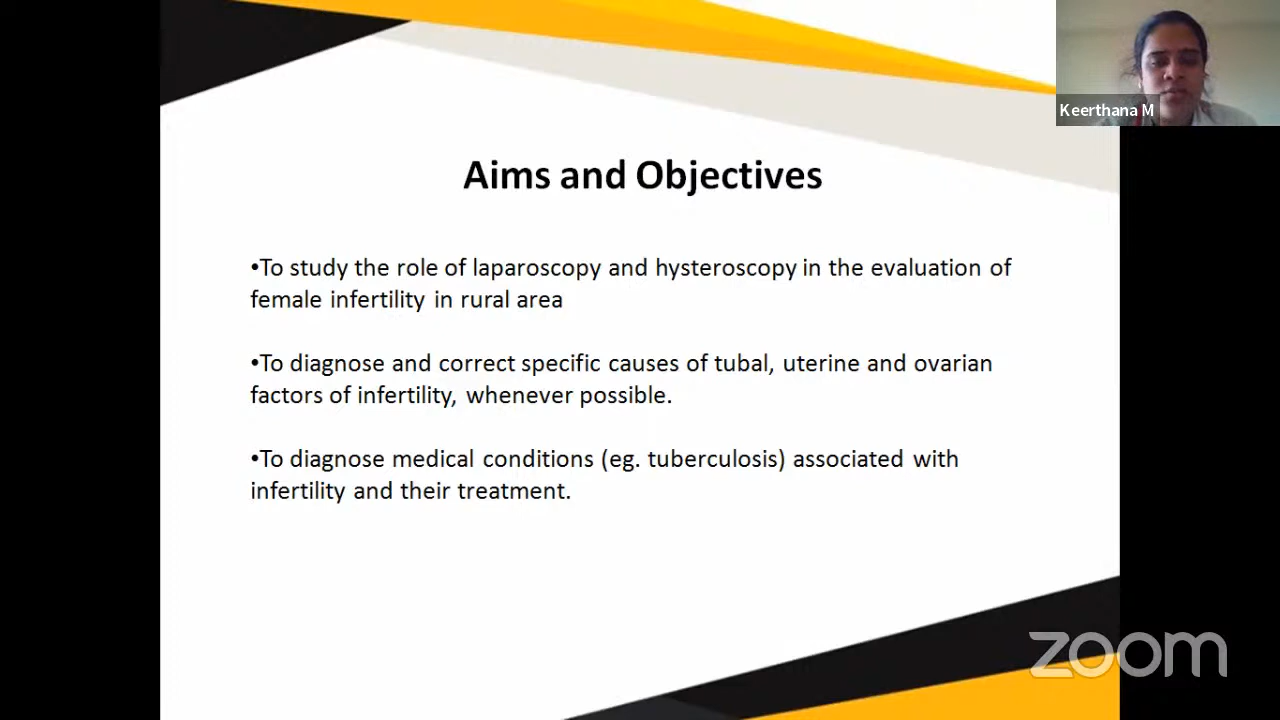 Keerthana M
Aims and Objectives
•To study the role of laparoscopy and hysteroscopy in the evaluation of
female infertility in rural area
•To diagnose and correct specific causes of tubal, uterine and ovarian
factors of infertility, whenever possible.
•To diagnose medical conditions (eg. tuberculosis) associated with
infertility and their treatment.
zoom